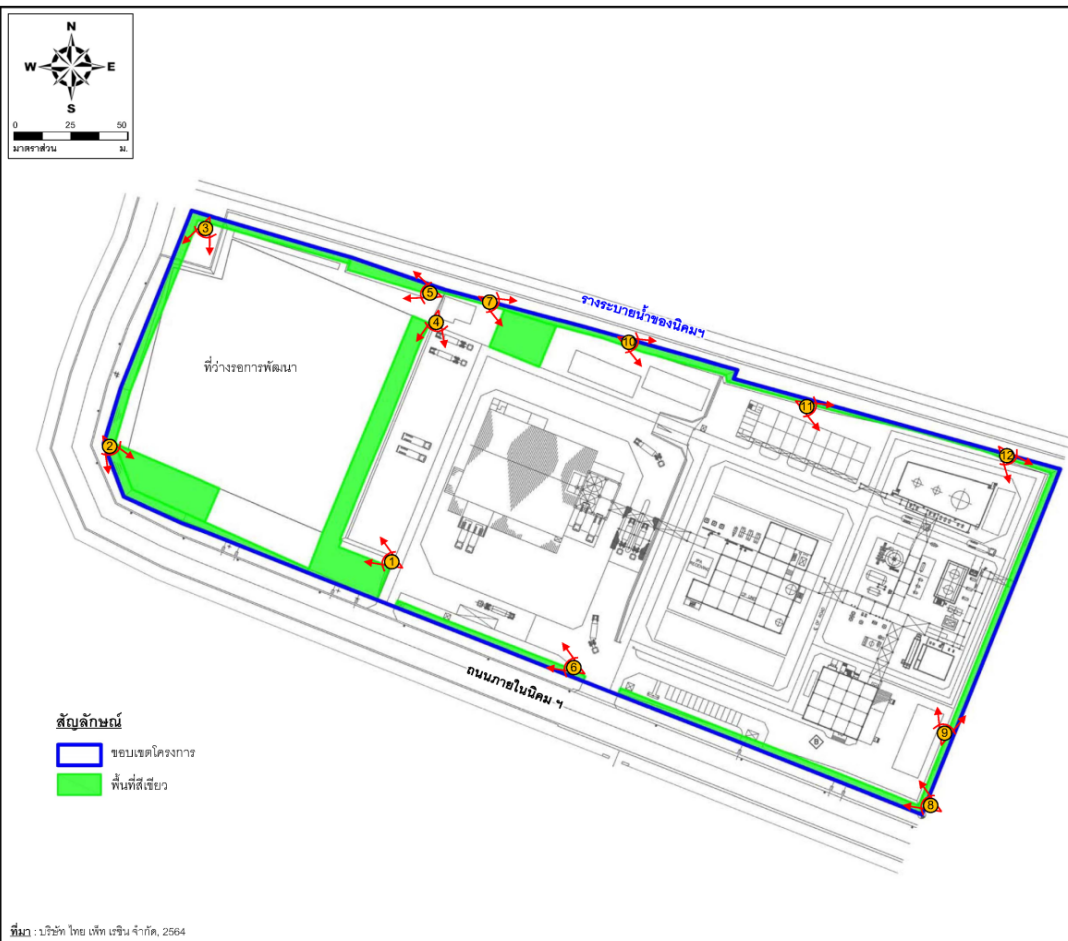 N
W E
S
0 25 50
มาตราส่วน ม.
3
5
7
4
รางระบายน้ำของนิคมฯ
10
ที่ว่างรอการพัฒนา
11
2
12
1
6
ถนนภายในนิคม ฯ
9
8
สัญลักษณ์
ขอบเขตโครงการ
พื้นที่สีเขียว
ที่มา : บริษัท ไทย เพ็ท เรซิน จำกัด, 2564